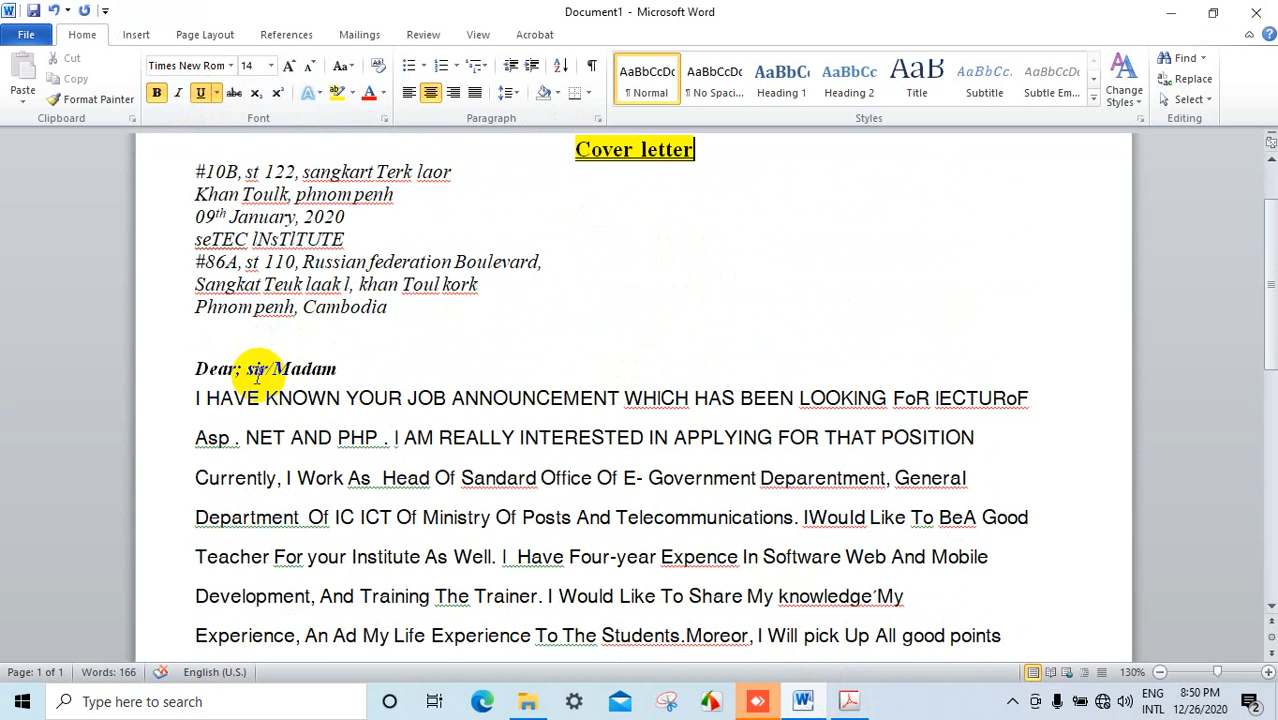 Document1 - Microsoft Word
File Home Insert Page Layout References Mailings Review View Acrobat
Paste
Cut
Copy
Format Painter
Clipboard
Times New Rom 14
Font
Paragraph
AaBbCcDc AaBbCcDc AaBbCc AaBbCc AaB AaBbCcL AaBbCcDc
¶ Normal ¶ No Spaci... Heading 1 Heading 2 Title Subtitle Subtle Em...
Change Styles
Styles
Find
Replace
Select
Editing
Cover letter
#10B, st 122, sangkart Terk laor
Khan Toulk, phnom penh
09th January, 2020
seTEC lNsTlTUTE
#86A, st 110, Russian federation Boulevard,
Sangkat Teuk laak l, khan Toul kork
Phnom penh, Cambodia
Dear; sir/Madam
I HAVE KNOWN YOUR JOB ANNOUNCEMENT WHICH HAS BEEN LOOKING FoR lECTURoF
Asp . NET AND PHP . I AM REALLY INTERESTED IN APPLYING FOR THAT POSITION
Currently, I Work As Head Of Sandard Office Of E- Government Deparentment, General
Department Of IC ICT Of Ministry Of Posts And Telecommunications. IWould Like To BeA Good
Teacher For your Institute As Well. I Have Four-year Expence In Software Web And Mobile
Development, And Training The Trainer. I Would Like To Share My knowledge′My
Experience, An Ad My Life Experience To The Students.Moreor, I Will pick Up All good points
Page: 1 of 1 Words: 166 English (U.S.) 130%
Type here to search
ENG
INTL
8:50 PM
12/26/2020
2